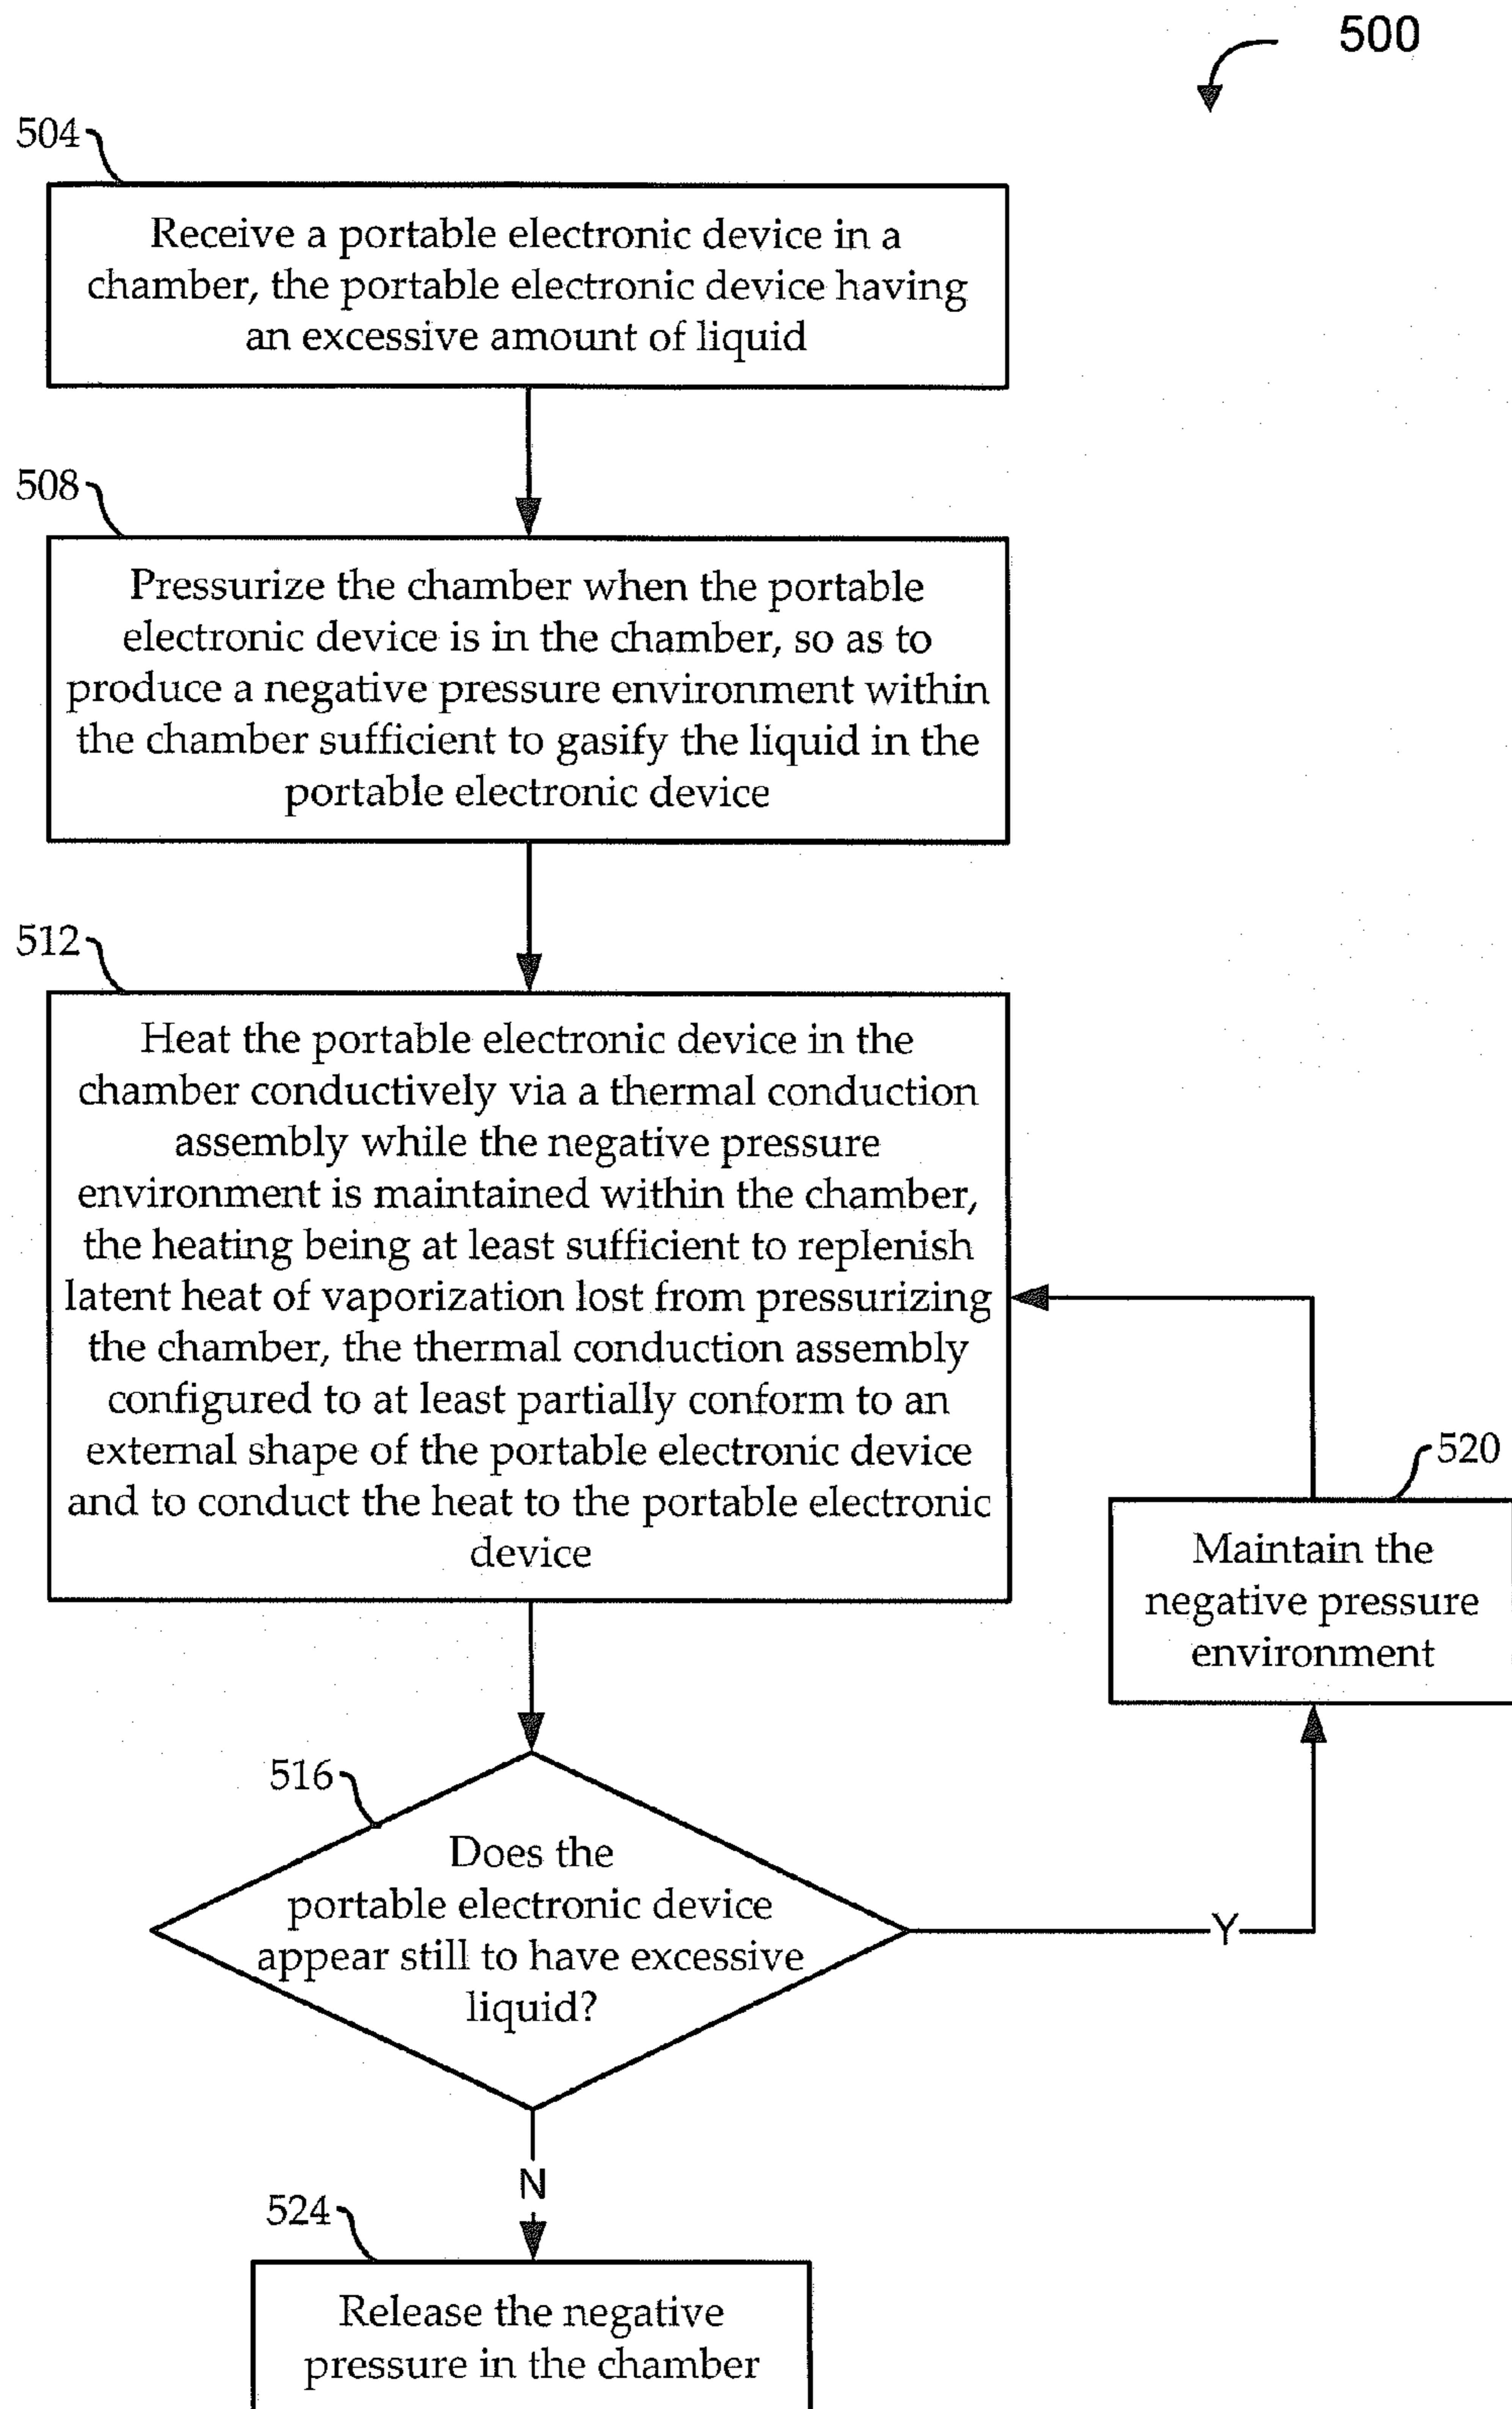 500
504
Receive a portable electronic device in a
chamber, the portable electronic device having
an excessive amount of liquid
508
Pressurize the chamber when the portable
electronic device is in the chamber, so as to
produce a negative pressure environment within
the chamber sufficient to gasify the liquid in the
portable electronic device
512
Heat the portable electronic device in the
chamber conductively via a thermal conduction
assembly while the negative pressure
environment is maintained within the chamber,
the heating being at least sufficient to replenish
latent heat of vaporization lost from pressurizing
the chamber, the thermal conduction assembly
configured to at least partially conform to an
external shape of the portable electronic device
and to conduct the heat to the portable electronic
device
520
Maintain the
negative pressure
environment
516
Does the
portable electronic device
appear still to have excessive
liquid?
Y
N
524
Release the negative
pressure in the chamber